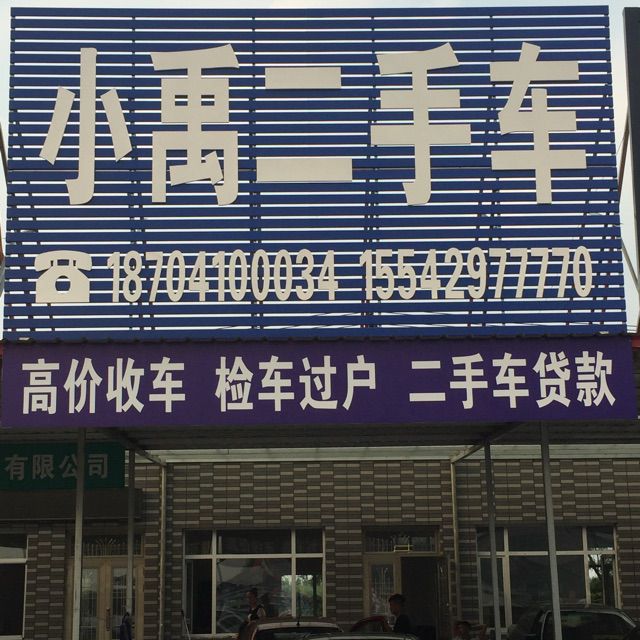 小禹二手车
☎18704100034 15542977770
高价收车 检车过户 二手车贷款
有限公司